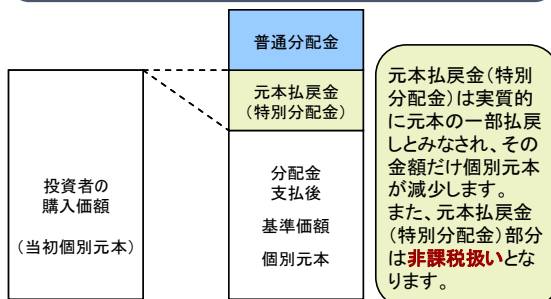 普通分配金
元本払戻金
(特別分配金)
投資者の
購入価額
(当初個別元本)
分配金
支払後
基準価額
個別元本
元本払戻金(特別
分配金)は実質的
に元本の一部払戻
しとみなされ、その
金額だけ個別元本
が減少します。
また、元本払戻金
(特別分配金)部分
は非課税扱いとな
ります。